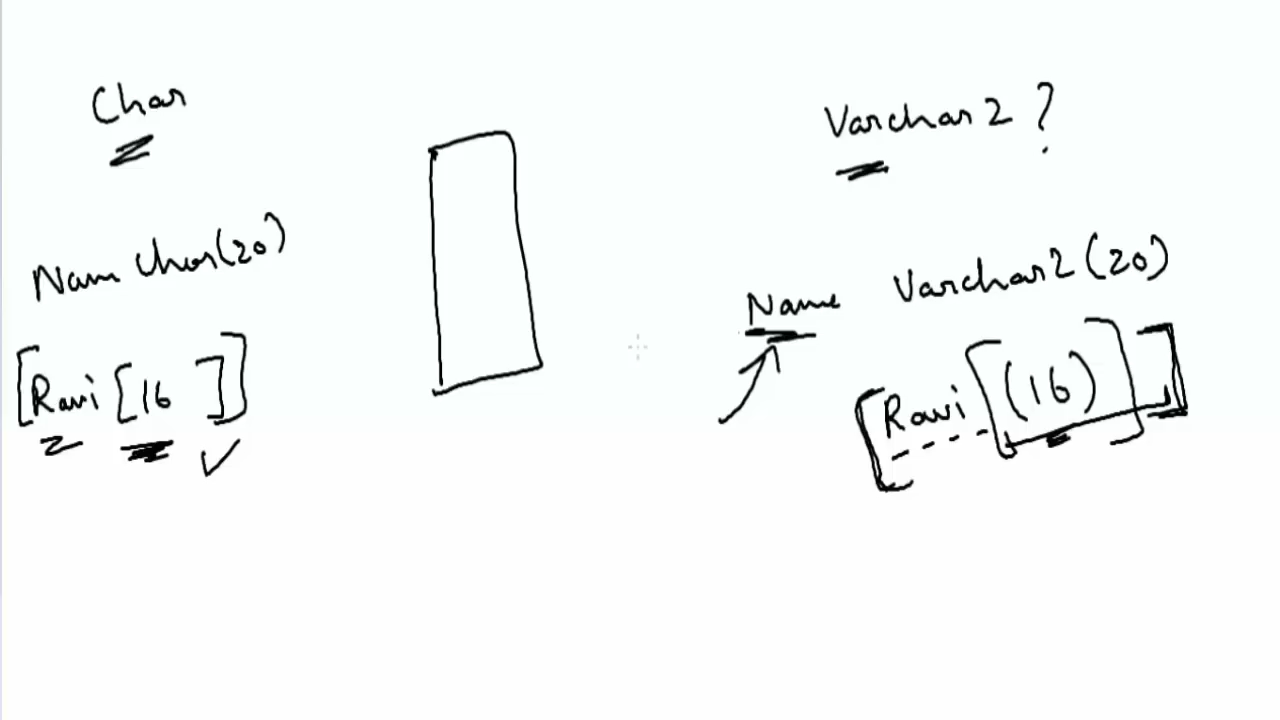 Char
Varchar2 ?
Nam Char(20)
Name Varchar2 (20)
[Ravi [16 ]]
[Ravi [(16)]]